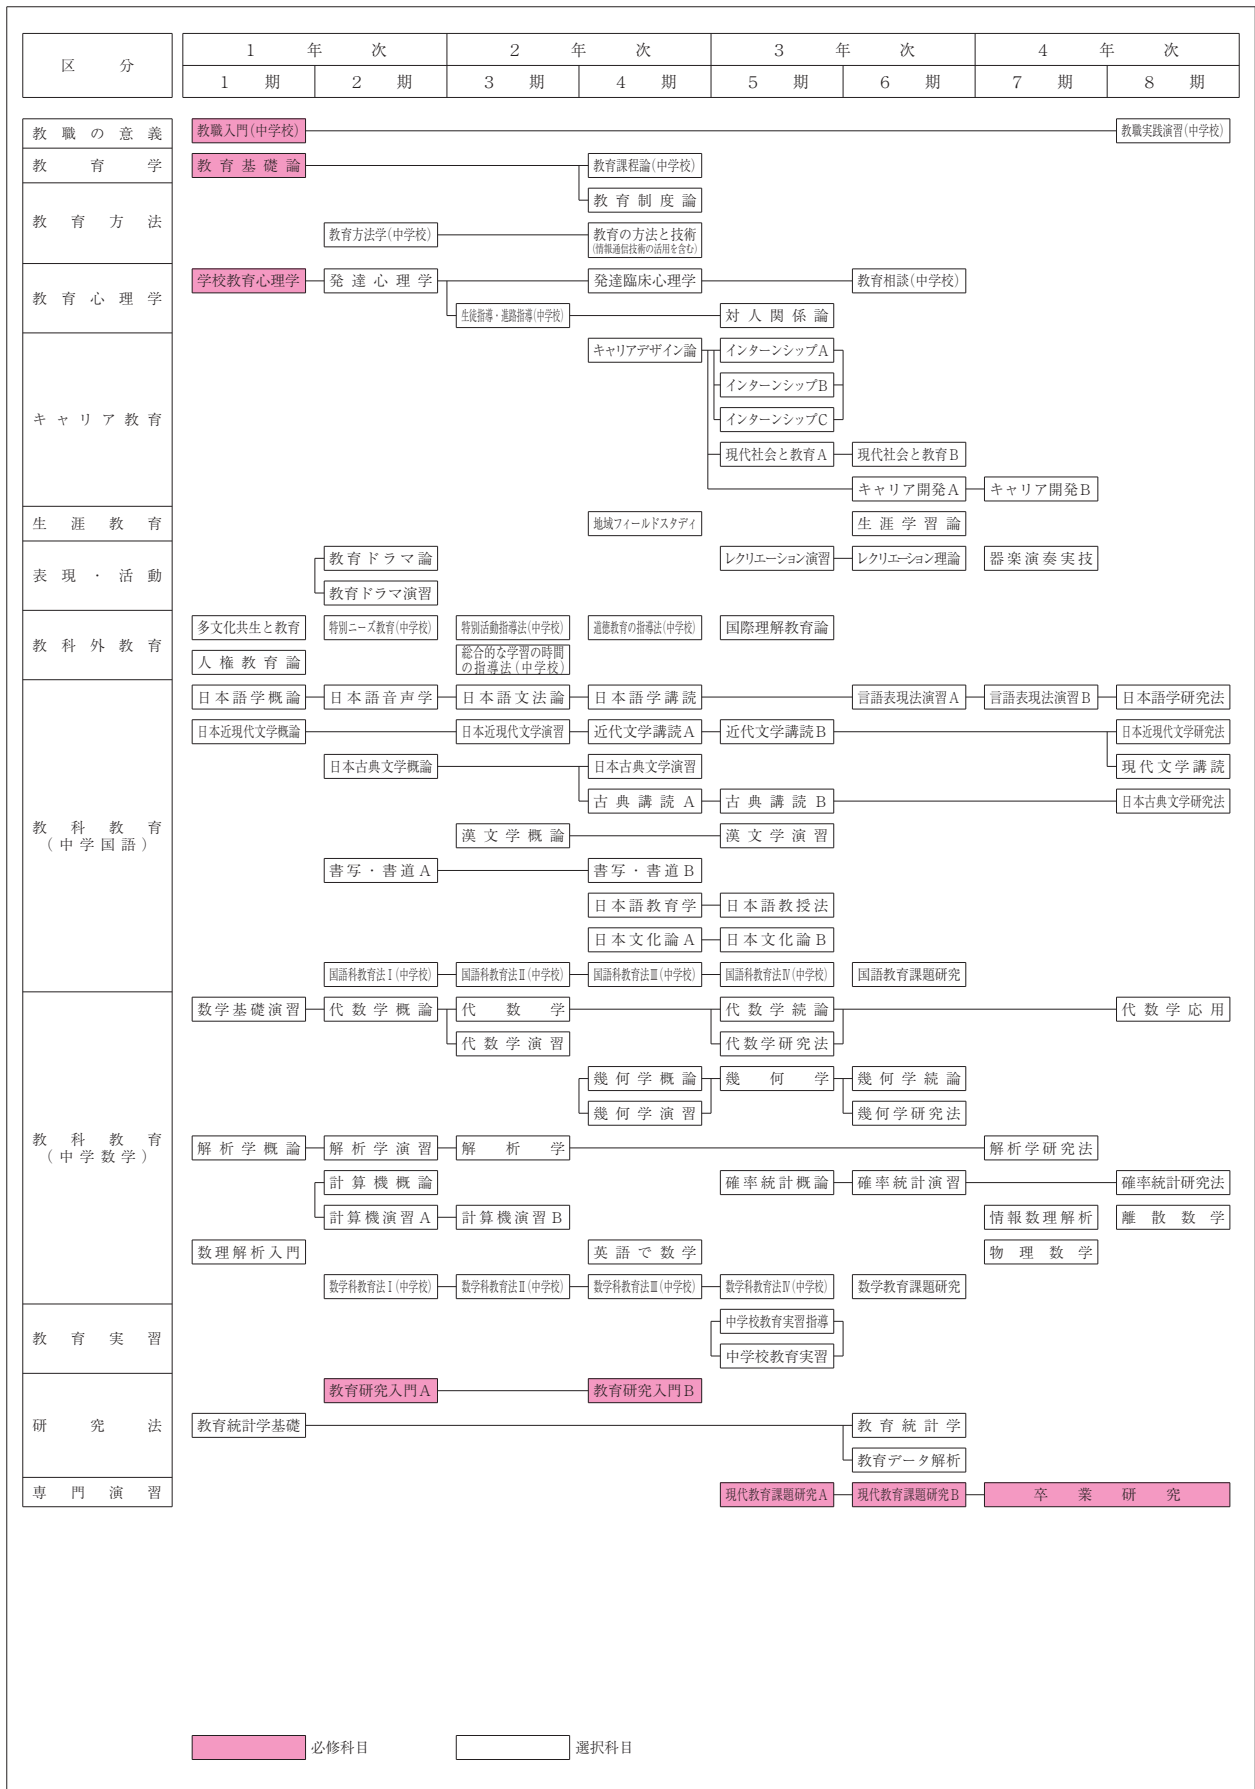 区分
1年次 2年次 3年次 4年次
1期 2期 3期 4期 5期 6期 7期 8期
教職の意義 教職入門(中学校) 教職実践演習(中学校)
教育学 教育基礎論 教育課程論(中学校)
教育制度論
教育方法
教育方法学(中学校) 教育の方法と技術
(情報通信技術の活用を含む)
教育心理学 学校教育心理学 発達心理学 発達臨床心理学 教育相談(中学校)
生徒指導・進路指導(中学校) 対人関係論
キャリア教育 キャリアデザイン論 インターンシップA
インターンシップB
インターンシップC
現代社会と教育A 現代社会と教育B
キャリア開発A キャリア開発B
生涯教育 地域フィールドスタディ 生涯学習論
表現・活動 教育ドラマ論 レクリエーション演習 レクリエーション理論 器楽演奏実技
教育ドラマ演習
教科外教育 多文化共生と教育 特別ニーズ教育(中学校) 特別活動指導法(中学校) 道徳教育の指導法(中学校) 国際理解教育論
人権教育論 総合的な学習の時間
の指導法(中学校)
教科教育
(中学国語)
日本語学概論 日本語音声学 日本語文法論 日本語学講読 言語表現法演習A 言語表現法演習B 日本語学研究法
日本近現代文学概論 日本近現代文学演習 近代文学講読A 近代文学講読B 日本近現代文学研究法
日本古典文学概論 日本古典文学演習 現代文学講読
古典講読A 古典講読B 日本古典文学研究法
漢文学概論 漢文学演習
書写・書道A 書写・書道B
日本語教育学 日本語教授法
日本文化論A 日本文化論B
国語科教育法Ⅰ(中学校) 国語科教育法Ⅱ(中学校) 国語科教育法Ⅲ(中学校) 国語科教育法Ⅳ(中学校) 国語教育課題研究
教科教育
(中学数学)
数学基礎演習 代数学概論 代数学 代数学続論 代数学応用
代数学演習 代数学研究法
幾何学概論 幾何学 幾何学続論
幾何学演習 幾何学研究法
解析学概論 解析学演習 解析学 解析学研究法
計算機概論 確率統計概論 確率統計演習 確率統計研究法
計算機演習A 計算機演習B 情報数理解析 離散数学
数理解析入門 英語で数学 物理数学
数学科教育法Ⅰ(中学校) 数学科教育法Ⅱ(中学校) 数学科教育法Ⅲ(中学校) 数学科教育法Ⅳ(中学校) 数学教育課題研究
教育実習 中学校教育実習指導
中学校教育実習
研究法 教育研究入門A 教育研究入門B
教育統計学基礎 教育統計学
教育データ解析
専門演習 現代教育課題研究A 現代教育課題研究B 卒業研究
必修科目 選択科目